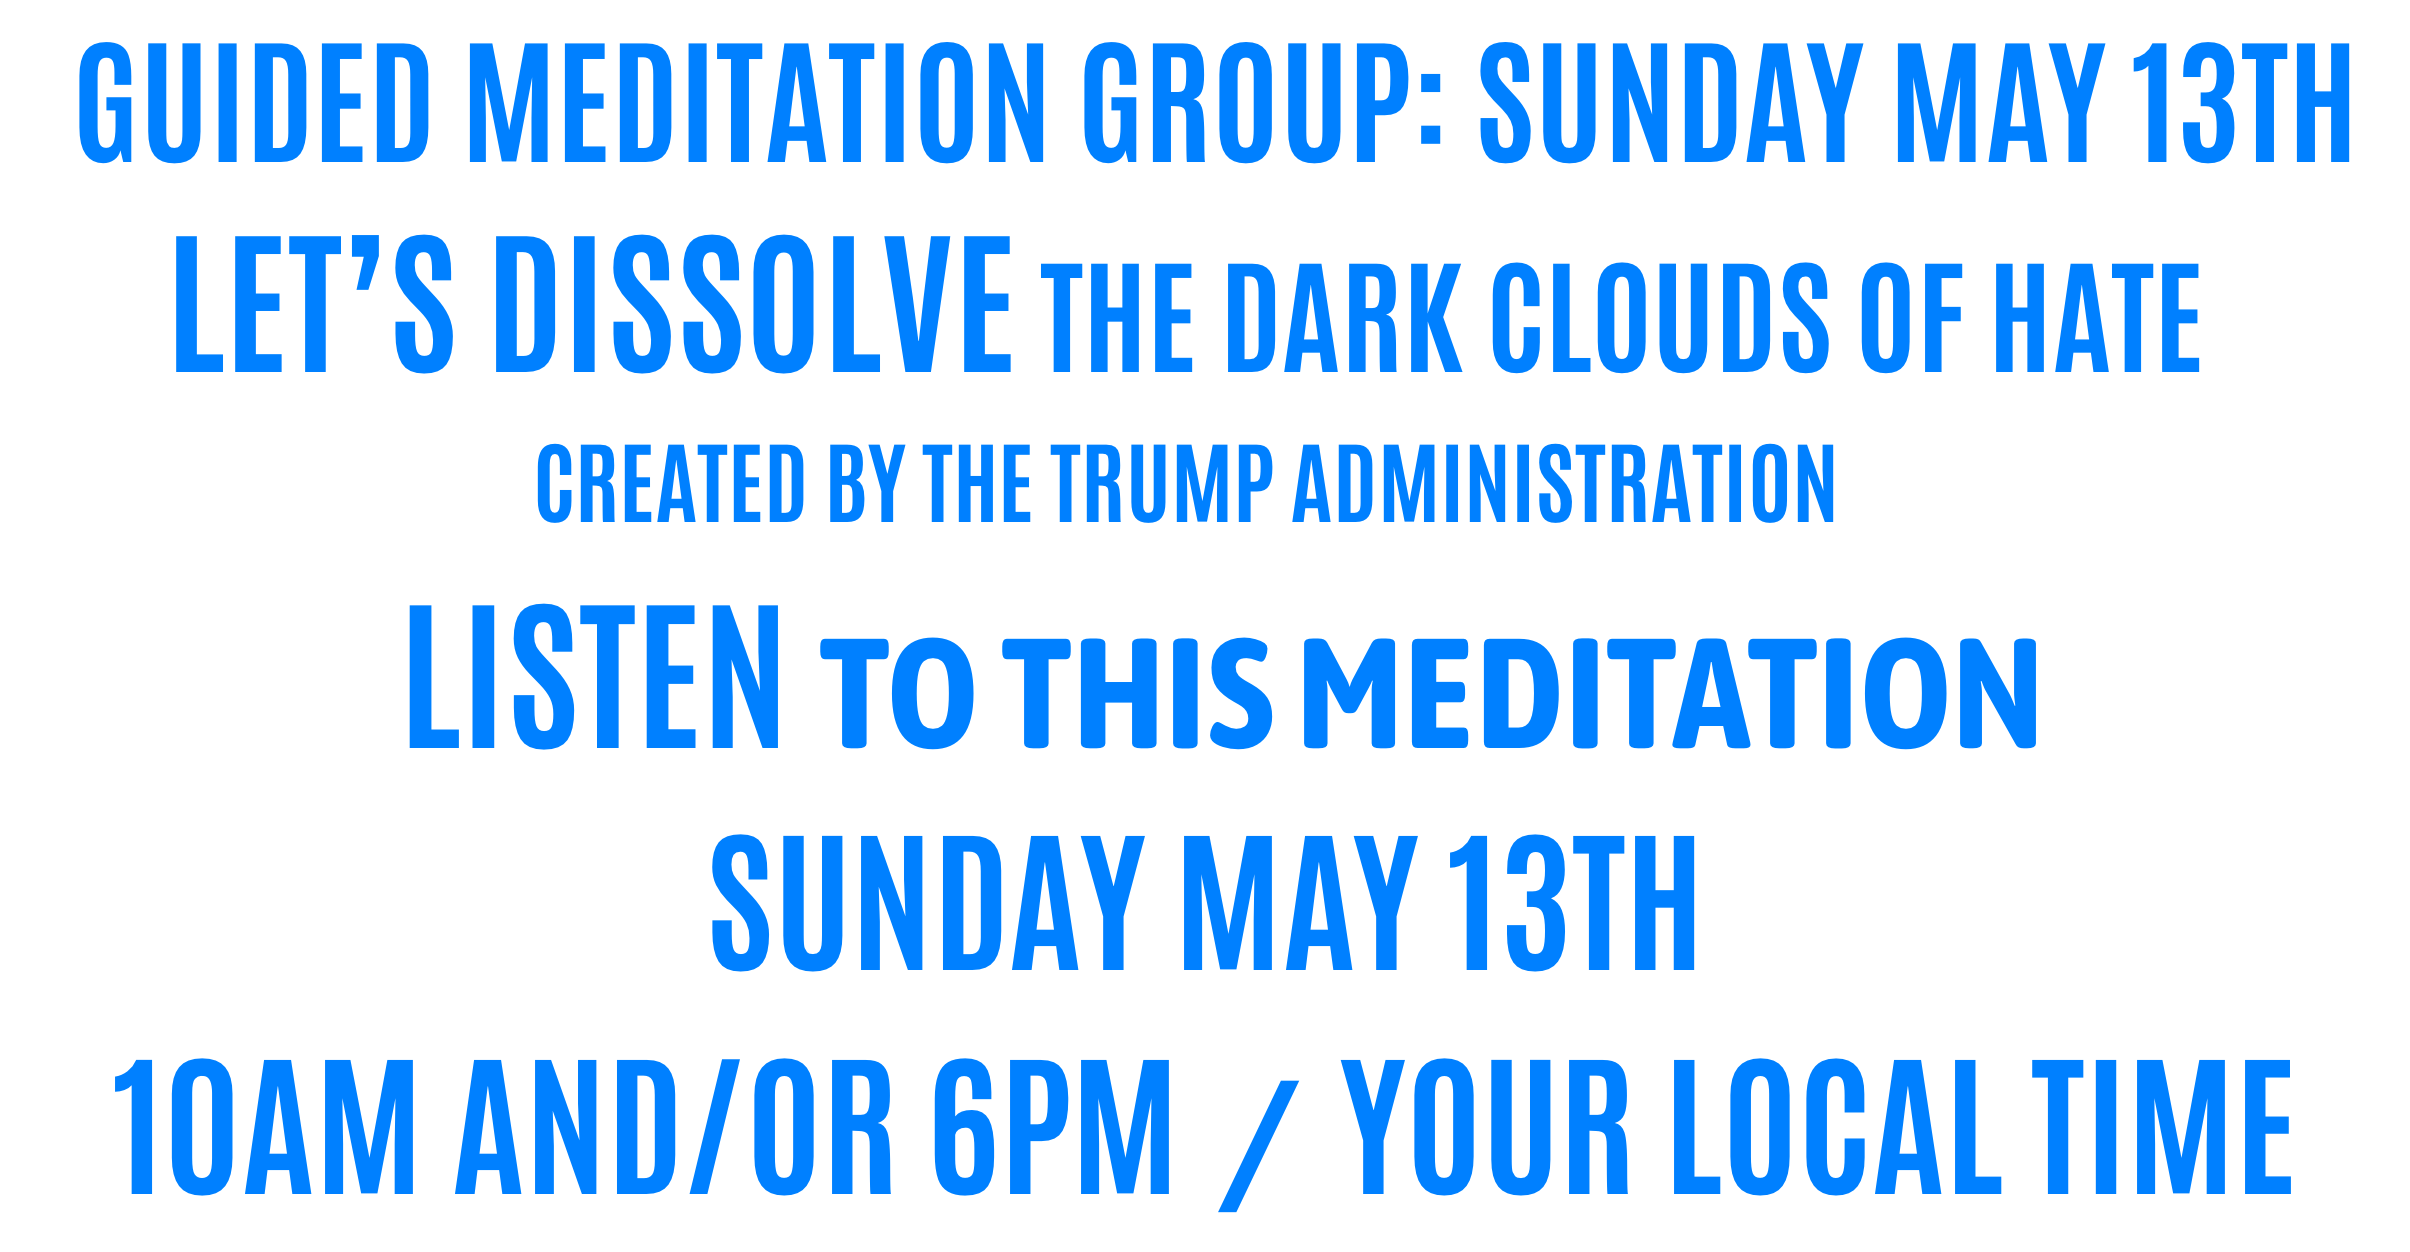 GUIDED MEDITATION GROUP: SUNDAY MAY 13TH
LET’S DISSOLVE THE DARK CLOUDS OF HATE
CREATED BY THE TRUMP ADMINISTRATION
LISTEN TO THIS MEDITATION
SUNDAY MAY 13TH
10AM AND/OR 6PM / YOUR LOCAL TIME